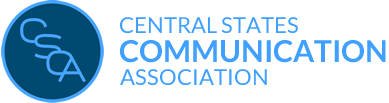 CSCA
CENTRAL STATES
COMMUNICATION
ASSOCIATION